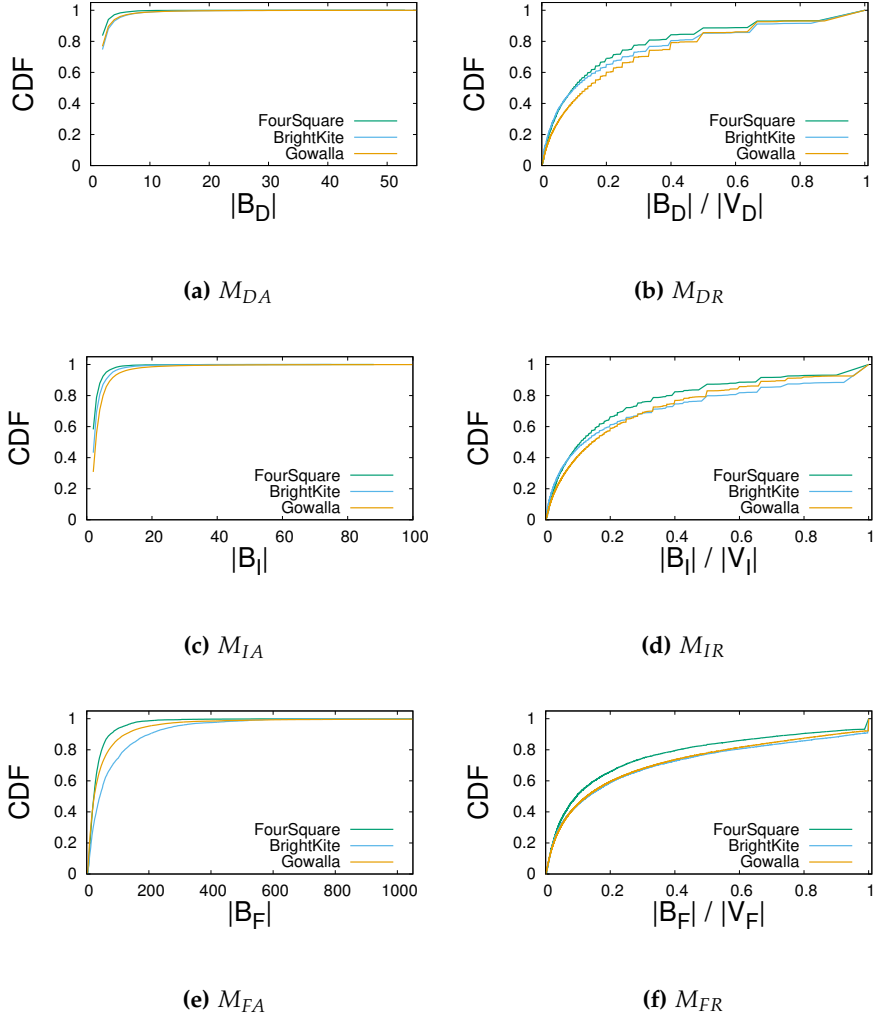 CDF
1
0.8
0.6
0.4
0.2
0
FourSquare
BrightKite
Gowalla
0 10 20 30 40 50
|B_D|
(a) M_DA
CDF
1
0.8
0.6
0.4
0.2
0
FourSquare
BrightKite
Gowalla
0 0.2 0.4 0.6 0.8 1
|B_D| / |V_D|
(b) M_DR
CDF
1
0.8
0.6
0.4
0.2
0
FourSquare
BrightKite
Gowalla
0 20 40 60 80 100
|B_I|
(c) M_IA
CDF
1
0.8
0.6
0.4
0.2
0
FourSquare
BrightKite
Gowalla
0 0.2 0.4 0.6 0.8 1
|B_I| / |V_I|
(d) M_IR
CDF
1
0.8
0.6
0.4
0.2
0
FourSquare
BrightKite
Gowalla
0 200 400 600 800 1000
|B_F|
(e) M_FA
CDF
1
0.8
0.6
0.4
0.2
0
FourSquare
BrightKite
Gowalla
0 0.2 0.4 0.6 0.8 1
|B_F| / |V_F|
(f) M_FR